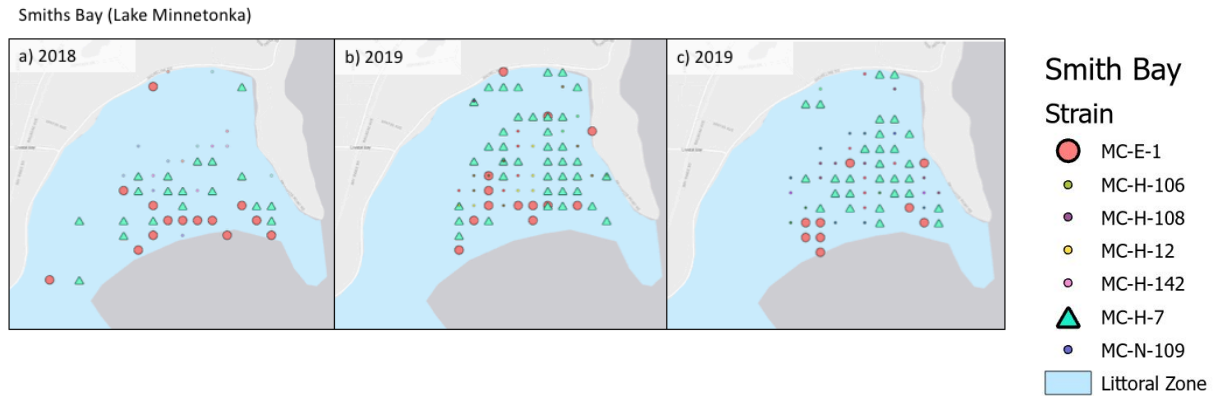 Smiths Bay (Lake Minnetonka)
a) 2018
b) 2019
c) 2019
Smith Bay
Strain
MC-E-1
MC-H-106
MC-H-108
MC-H-12
MC-H-142
MC-H-7
MC-N-109
Littoral Zone